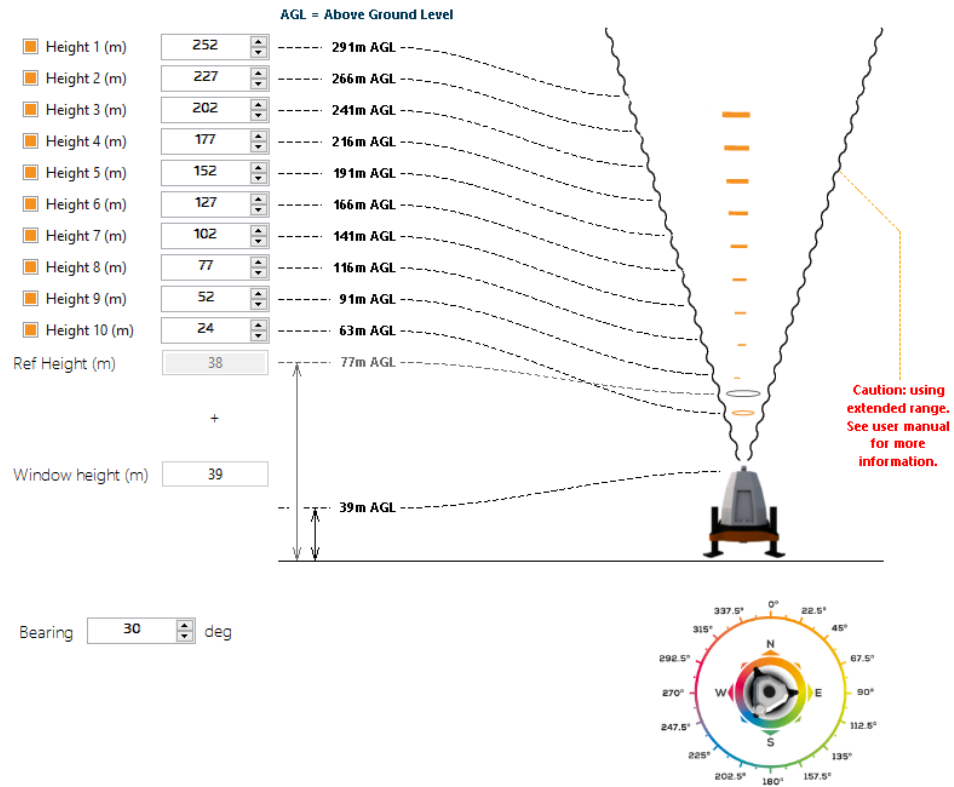 AGL = Above Ground Level
Height 1 (m) 252 291m AGL
Height 2 (m) 227 266m AGL
Height 3 (m) 202 241m AGL
Height 4 (m) 177 216m AGL
Height 5 (m) 152 191m AGL
Height 6 (m) 127 166m AGL
Height 7 (m) 102 141m AGL
Height 8 (m) 77 116m AGL
Height 9 (m) 52 91m AGL
Height 10 (m) 24 63m AGL
Ref Height (m) 38 77m AGL
+
Window height (m) 39
39m AGL
Caution: using
extended range.
See user manual
for more
information.
Bearing 30 deg
0°
337.5° 22.5°
315° 45°
N
292.5° 67.5°
270° W E 90°
247.5° 112.5°
S
225° 135°
202.5° 157.5°
180°